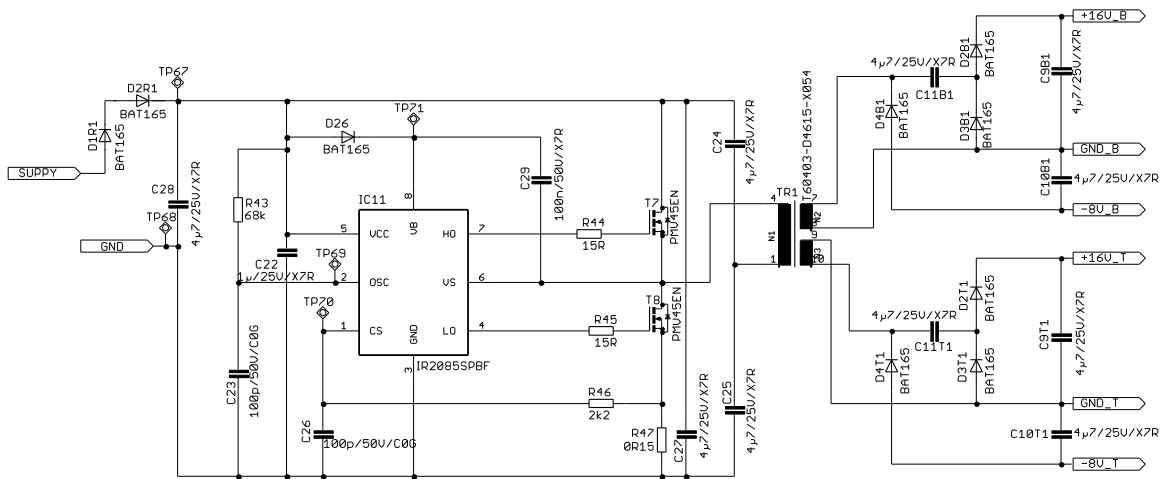 TP67
D2R1
BAT165
D1R1
BAT165
SUPPY
C28
4µ7/25V/X7R
TP68
GND
R43
68k
D26
BAT165
TP71
C29
100n/50V/X7R
IC11
8
VB
5
VCC
HO
7
TP69
2
OSC
VS
6
TP70
1
CS
GND
LO
4
3
IR2085SPBF
C22
1µ/25V/X7R
C23
100p/50V/C0G
C26
100p/50V/C0G
R44
15R
R45
15R
R46
2k2
R47
0R15
T7
PMV45EN
T8
PMV45EN
C27
4µ7/25V/X7R
C24
4µ7/25V/X7R
C25
4µ7/25V/X7R
TR1
T60403-D4615-X054
4
7
N1
N2
1
10
4µ7/25V/X7R
C11B1
D4B1
BAT165
D2B1
BAT165
D3B1
BAT165
C9B1
4µ7/25V/X7R
C10B1
4µ7/25V/X7R
+16V_B
GND_B
-8V_B
4µ7/25V/X7R
C11T1
D4T1
BAT165
D2T1
BAT165
D3T1
BAT165
C9T1
4µ7/25V/X7R
C10T1
4µ7/25V/X7R
+16V_T
GND_T
-8V_T